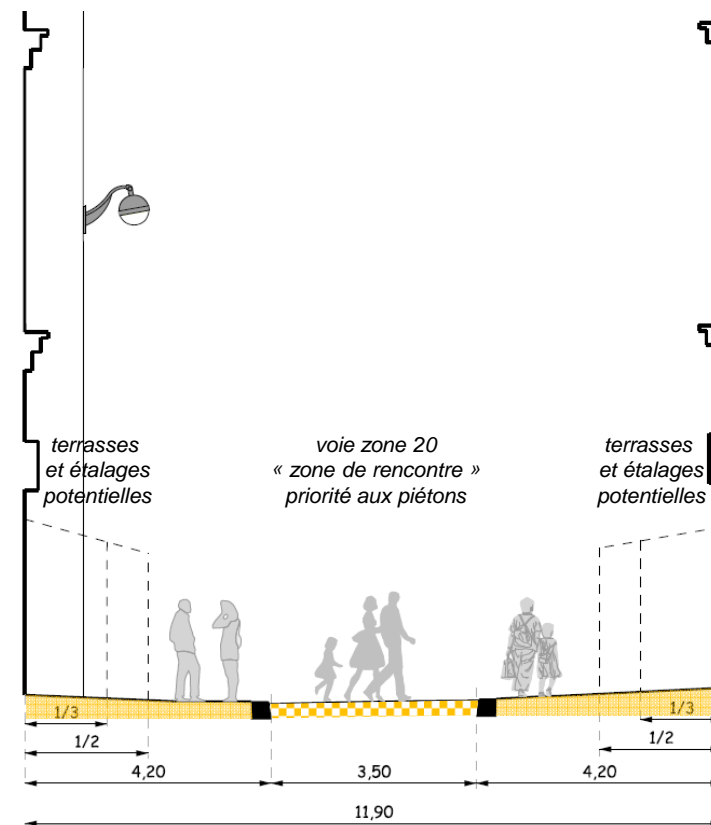 terrasses
et étalages
potentielles
voie zone 20
« zone de rencontre »
priorité aux piétons
terrasses
et étalages
potentielles
1/3
1/3
1/2
1/2
4,20
3,50
4,20
11,90